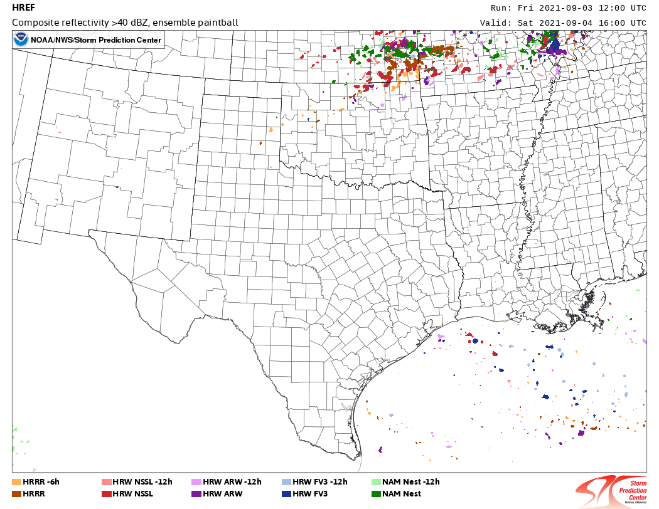 HREF
Run: Fri 2021-09-03 12:00 UTC
Composite reflectivity >40 dBZ, ensemble paintball
Valid: Sat 2021-09-04 16:00 UTC
NOAA/NWS/Storm Prediction Center
HRRR -6h
HRW NSSL -12h
HRW ARW -12h
HRW FV3 -12h
NAM Nest -12h
HRRR
HRW NSSL
HRW ARW
HRW FV3
NAM Nest
Storm
Prediction
Center